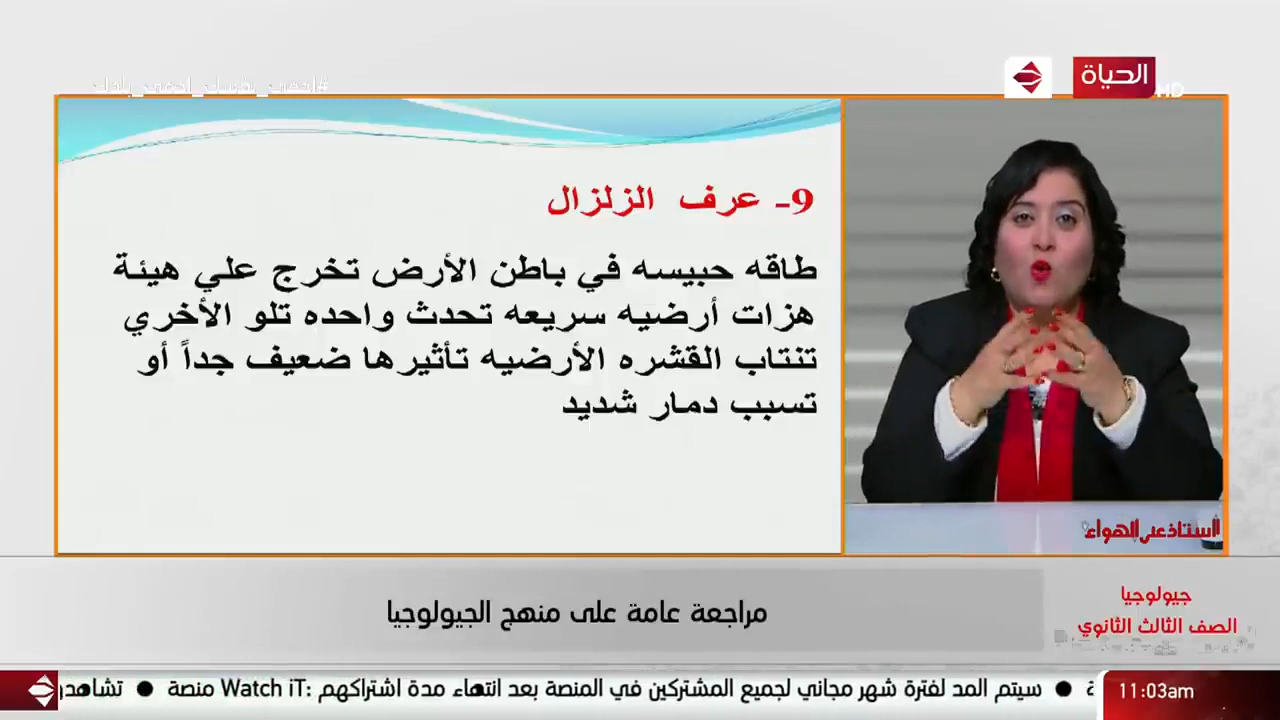 الحياة
HD
9- عرف الزلزال
طاقه حبيسه في باطن الأرض تخرج علي هيئة
هزات أرضيه سريعه تحدث واحده تلو الأخري
تنتاب القشره الأرضيه تأثيرها ضعيف جداً أو
تسبب دمار شديد
أستاذ على الهواء
جيولوجيا
الصف الثالث الثانوي
مراجعة عامة على منهج الجيولوجيا
11:03am
ة ● سيتم المد لفترة شهر مجاني لجميع المشتركين في المنصة بعد انتهاء مدة اشتراكهم :Watch iT منصة ●